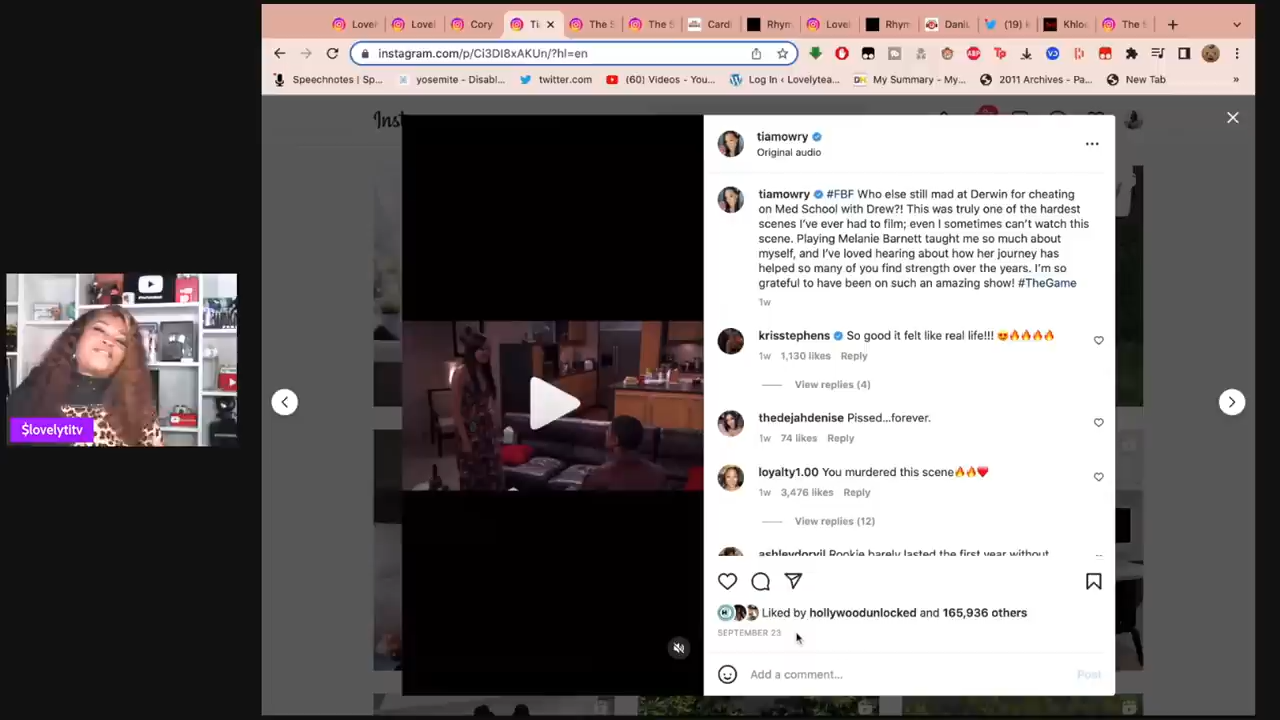 Love
Lovel
Cory
Tia
The S
The S
Cardi
Rhym
Lovel
Rhym
Danic
(19)
Khloe
The S
instagram.com/p/Ci3DI8xAKUn/?hl=en
Speechnotes | Sp...
yosemite - Disabl...
twitter.com
(60) Videos - You...
Log In ‹ Lovelytea...
My Summary - My...
2011 Archives - Pa...
New Tab
»
Inst
tiamowry
Original audio
tiamowry #FBF Who else still mad at Derwin for cheating
on Med School with Drew?! This was truly one of the hardest
scenes I've ever had to film; even I sometimes can't watch this
scene. Playing Melanie Barnett taught me so much about
myself, and I've loved hearing about how her journey has
helped so many of you find strength over the years. I'm so
grateful to have been on such an amazing show! #TheGame
1w
krisstephens So good it felt like real life!!! 😍🔥🔥🔥🔥
1w 1,130 likes Reply
View replies (4)
thedejahdenise Pissed...forever.
1w 74 likes Reply
loyalty1.00 You murdered this scene🔥🔥❤️
1w 3,476 likes Reply
View replies (12)
ashleydorvil Rookie barely lasted the first year without
Liked by hollywoodunlocked and 165,936 others
SEPTEMBER 23
Add a comment...
Post
$lovelytitv